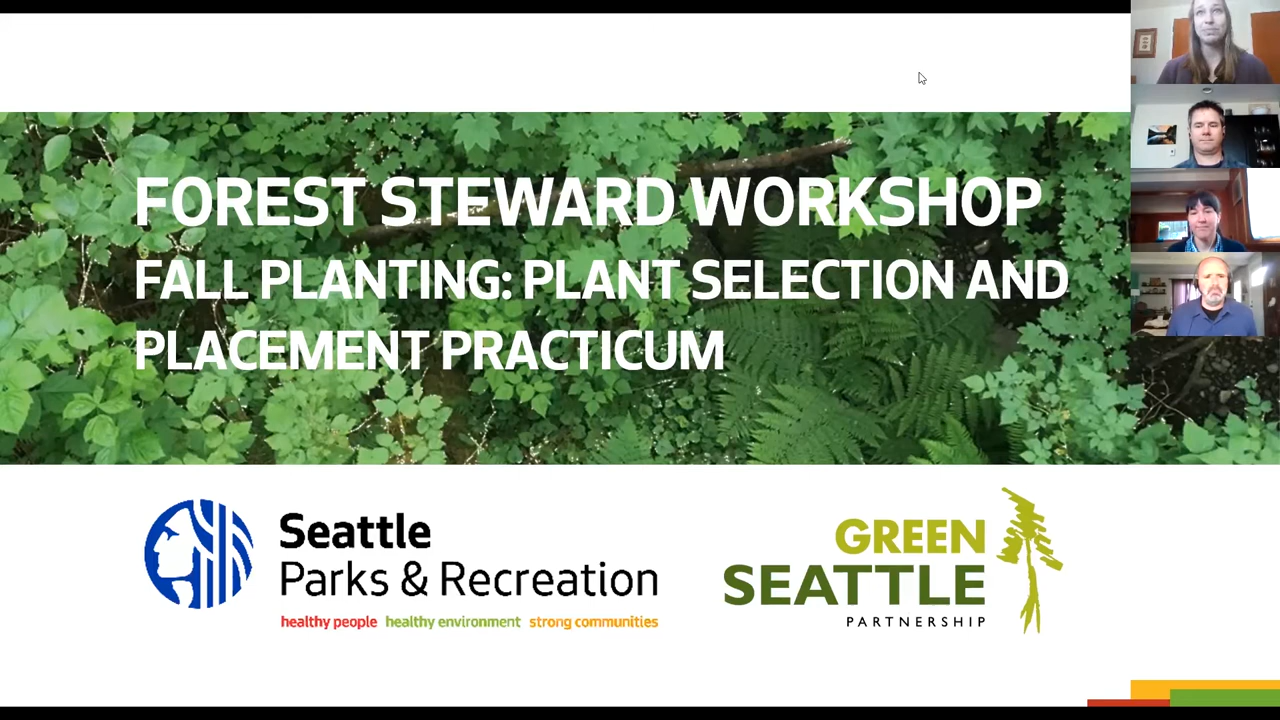 FOREST STEWARD WORKSHOP
FALL PLANTING: PLANT SELECTION AND
PLACEMENT PRACTICUM
Seattle
Parks & Recreation
healthy people healthy environment strong communities
GREEN
SEATTLE
PARTNERSHIP